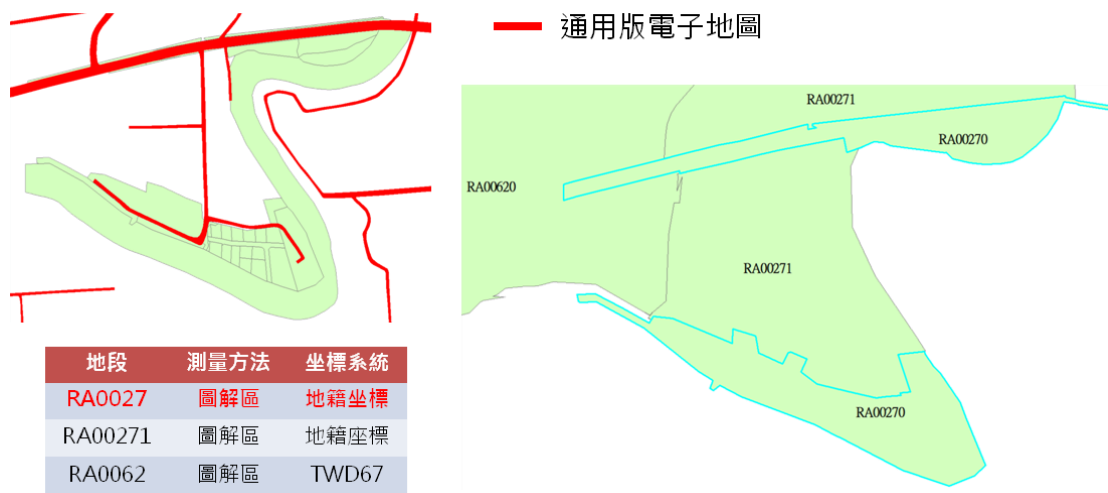 通用版電子地圖
RA00271
RA00270
RA00620
RA00271
RA00270
地段 測量方法 坐標系統
RA0027 圖解區 地籍坐標
RA00271 圖解區 地籍座標
RA0062 圖解區 TWD67